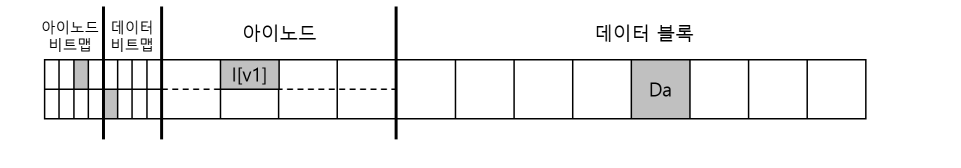 아이노드
비트맵
데이터
비트맵
아이노드
데이터 블록
I[v1]
Da